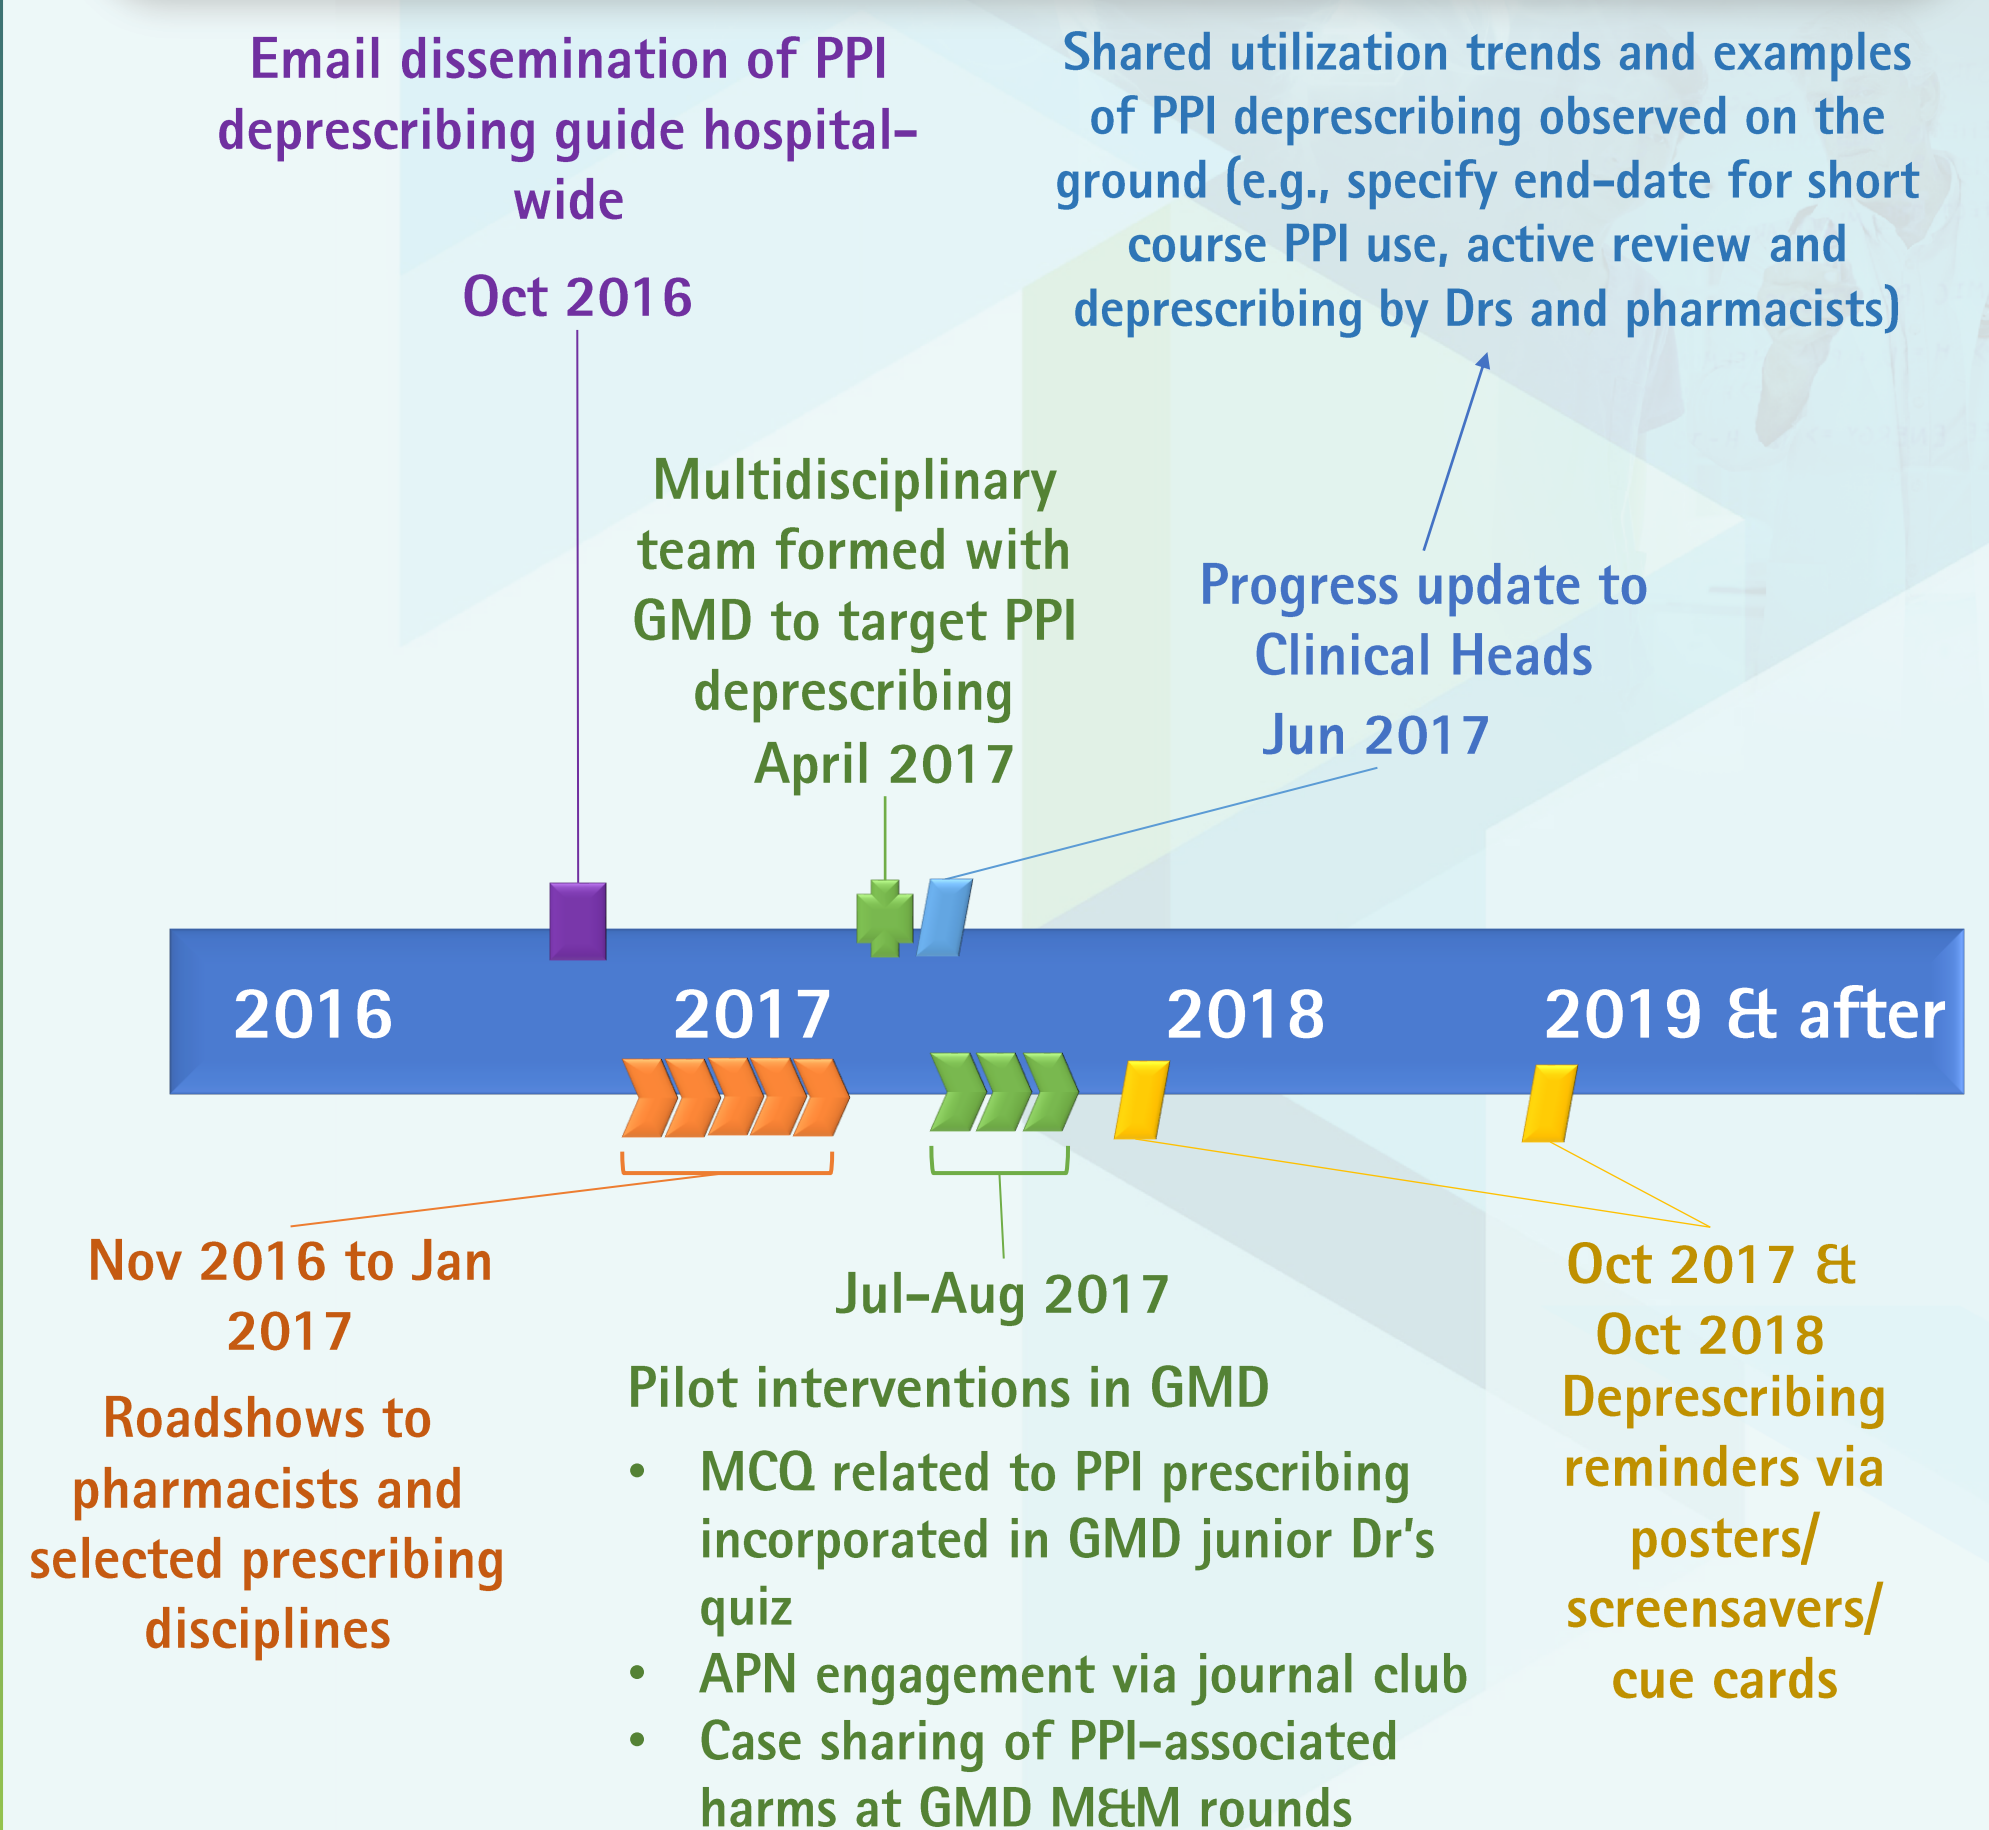 Email dissemination of PPI
deprescribing guide hospital-
wide
Oct 2016
Shared utilization trends and examples
of PPI deprescribing observed on the
ground (e.g., specify end-date for short
course PPI use, active review and
deprescribing by Drs and pharmacists)
Multidisciplinary
team formed with
GMD to target PPI
deprescribing
April 2017
Progress update to
Clinical Heads
Jun 2017
2016
2017
2018
2019 & after
Nov 2016 to Jan
2017
Roadshows to
pharmacists and
selected prescribing
disciplines
Jul-Aug 2017
Pilot interventions in GMD
• MCQ related to PPI prescribing
incorporated in GMD junior Dr's
quiz
• APN engagement via journal club
• Case sharing of PPI-associated
harms at GMD M&M rounds
Oct 2017 &
Oct 2018
Deprescribing
reminders via
posters/
screensavers/
cue cards